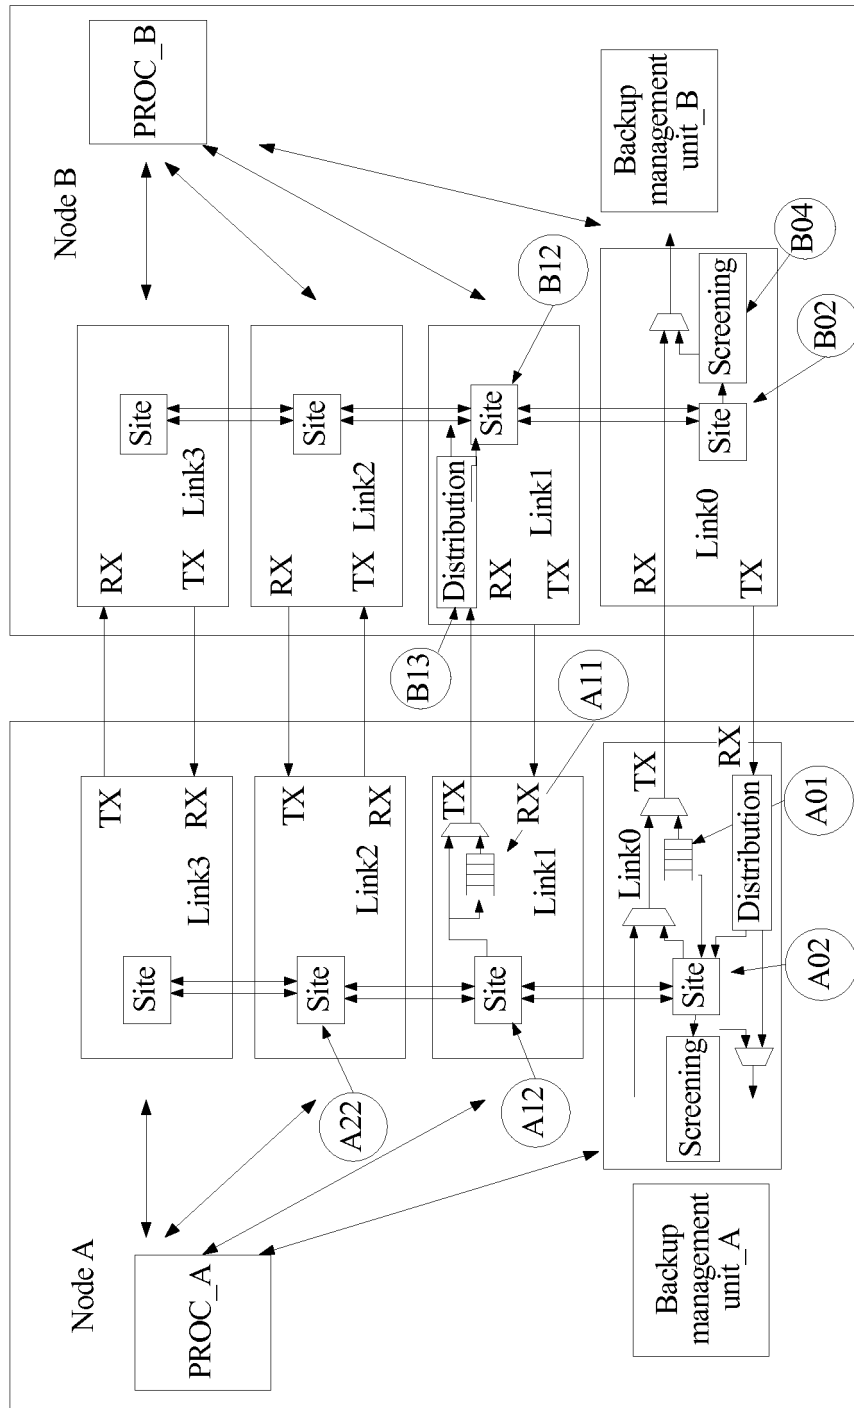 Node A
PROC_A
Backup
management
unit_A
Site
Link3
TX
RX
Site
Link2
TX
RX
A22
Site
Link1
TX
RX
A12
A11
Screening
Site
Link0
TX
RX
Distribution
A02
A01
Node B
PROC_B
Backup
management
unit_B
RX
TX
Link3
Site
RX
TX
Link2
Site
B13
Distribution
RX
TX
Link1
Site
B12
RX
TX
Link0
Site
Screening
B02
B04